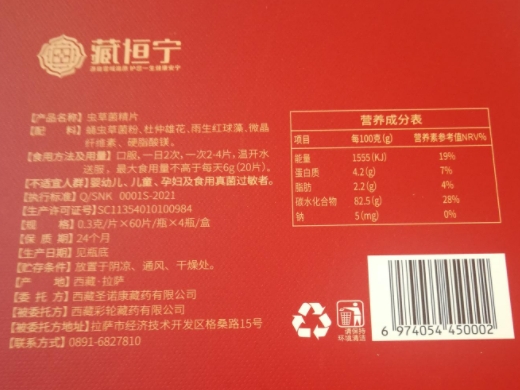 藏恒宁
【产品名称】虫草菌精片
【配 料】蛹虫草菌粉、杜仲雄花、雨生红球藻、微晶
纤维素、硬脂酸镁。
【食用方法及用量】口服,一日2次,一次2-4片,温开水
送服。最大食用量不高于每天6g(20片)。
【不适宜人群】婴幼儿、儿童、孕妇及食用真菌过敏者。
【执行标准】Q/SNK 0001S-2021
【生产许可证号】SC11354010100984
【规 格】0.3克/片×60片/瓶×4瓶/盒
【保 质 期】24个月
【生产日期】见瓶底
【贮存条件】放置于阴凉、通风、干燥处。
【产 地】西藏·拉萨
【委 托 方】西藏圣诺康藏药有限公司
【被委托方】西藏彩轮藏药有限公司
【被委托方地址】拉萨市经济技术开发区格桑路15号
【联系方式】0891-6827810
营养成分表
项目 每100克(g) 营养素参考值NRV%
能量 1555(KJ) 19%
蛋白质 4.2(g) 7%
脂肪 2.2(g) 4%
碳水化合物 82.5(g) 28%
钠 5(mg) 0%
请保持
环境清洁
6 974054 450002